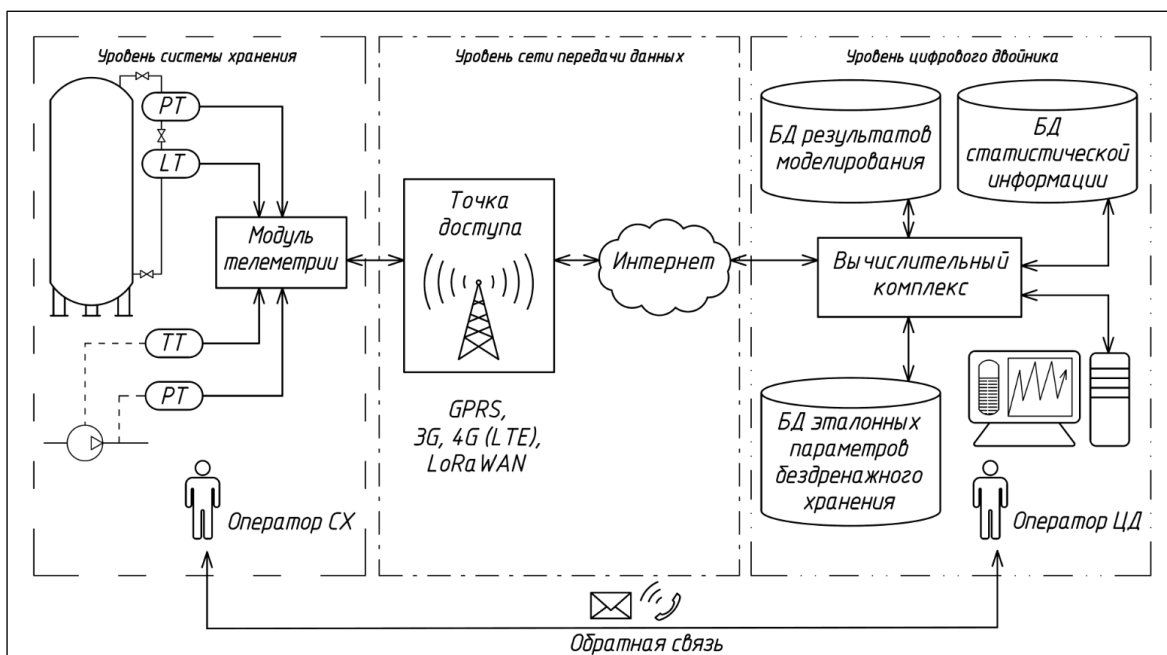 Уровень системы хранения
PT
LT
Модуль
телеметрии
TT
PT
Оператор СХ
Уровень сети передачи данных
Точка
доступа
GPRS,
3G, 4G (LTE),
LoRaWAN
Интернет
Уровень цифрового двойника
БД результатов
моделирования
БД
статистической
информации
Вычислительный
комплекс
БД эталонных
параметров
бездренажного
хранения
Оператор ЦД
Обратная связь